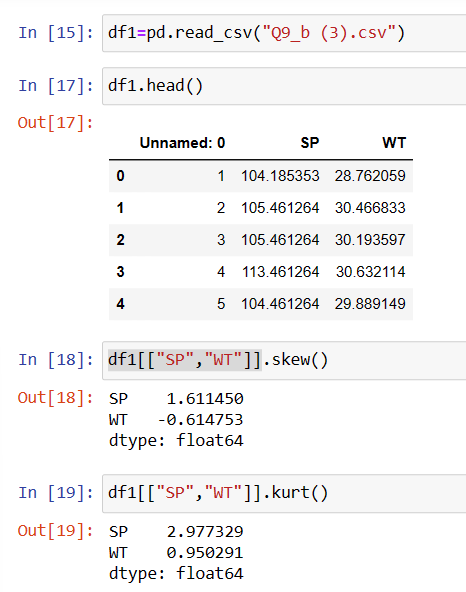 In [15]: df1=pd.read_csv("Q9_b (3).csv")
In [17]: df1.head()
Out[17]:
Unnamed: 0 SP WT
0 1 104.185353 28.762059
1 2 105.461264 30.466833
2 3 105.461264 30.193597
3 4 113.461264 30.632114
4 5 104.461264 29.889149
In [18]: df1[["SP","WT"]].skew()
Out[18]: SP 1.611450
WT -0.614753
dtype: float64
In [19]: df1[["SP","WT"]].kurt()
Out[19]: SP 2.977329
WT 0.950291
dtype: float64